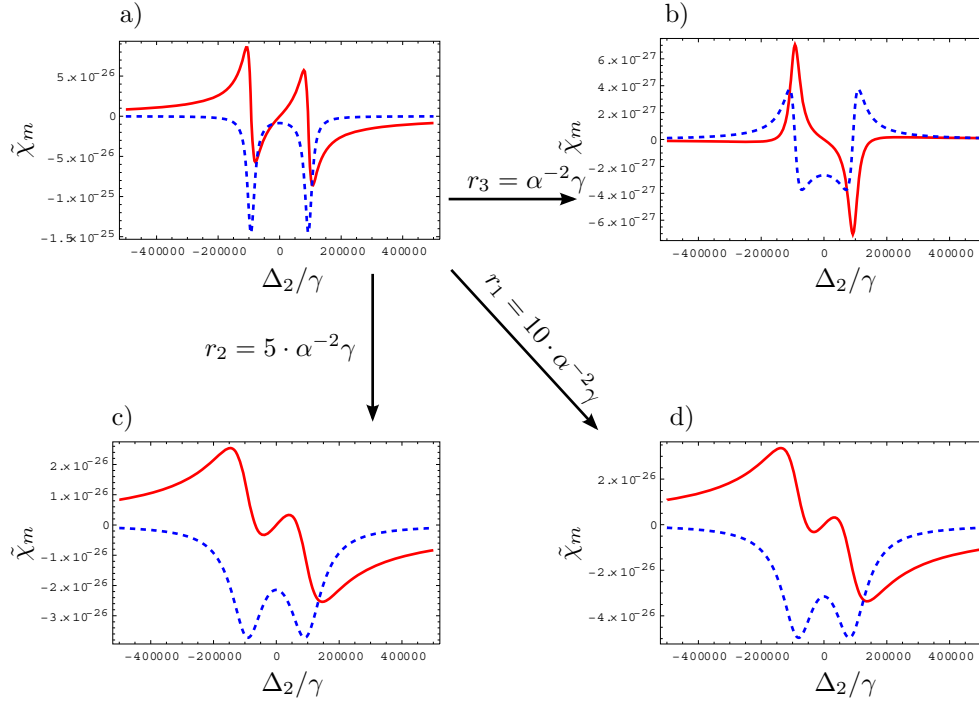 a)
5.×10⁻²⁶
0
-5.×10⁻²⁶
-1.×10⁻²⁵
-1.5×10⁻²⁵
χ̃m
-400000 -200000 0 200000 400000
Δ₂/γ
b)
6.×10⁻²⁷
4.×10⁻²⁷
2.×10⁻²⁷
0
-2.×10⁻²⁷
-4.×10⁻²⁷
-6.×10⁻²⁷
χ̃m
-400000 -200000 0 200000 400000
Δ₂/γ
r₃ = α⁻²γ
r₂ = 5 · α⁻²γ
r₁ = 10 · α⁻²γ
c)
2.×10⁻²⁶
1.×10⁻²⁶
0
-1.×10⁻²⁶
-2.×10⁻²⁶
-3.×10⁻²⁶
χ̃m
-400000 -200000 0 200000 400000
Δ₂/γ
d)
2.×10⁻²⁶
0
-2.×10⁻²⁶
-4.×10⁻²⁶
χ̃m
-400000 -200000 0 200000 400000
Δ₂/γ